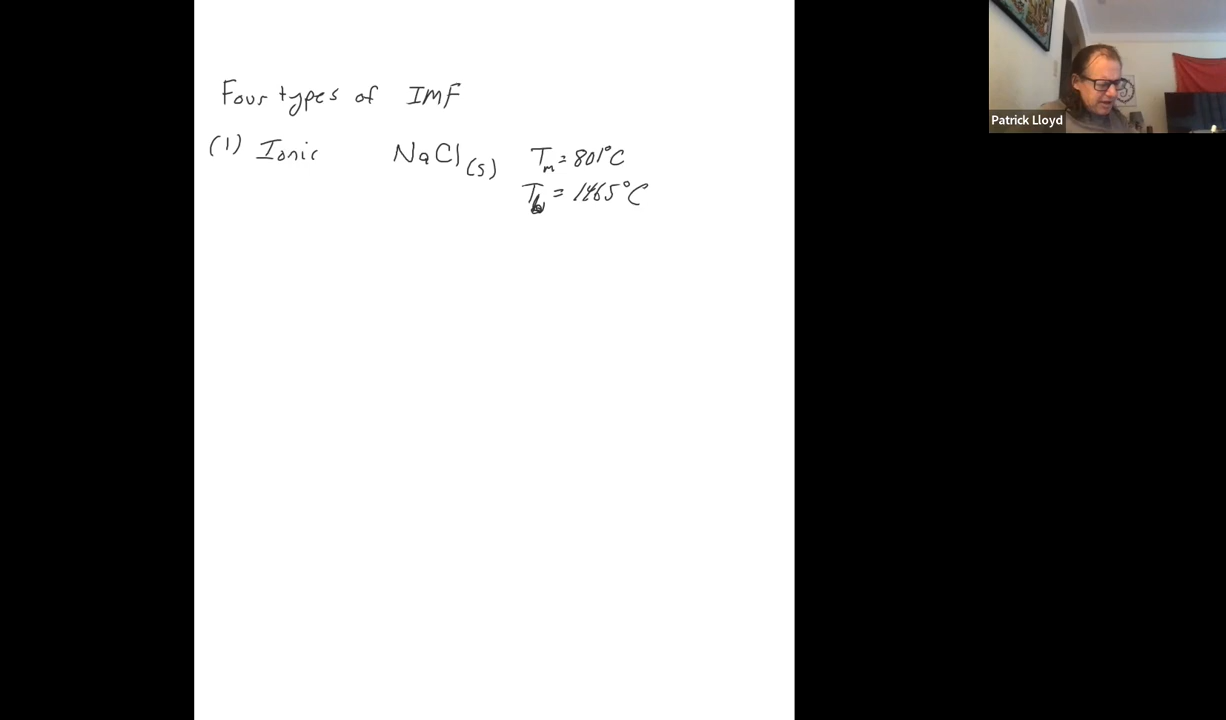 Four types of IMF
Patrick Lloyd
(1) Ionic NaCl(s) Tm = 801°C
Tb = 1465°C